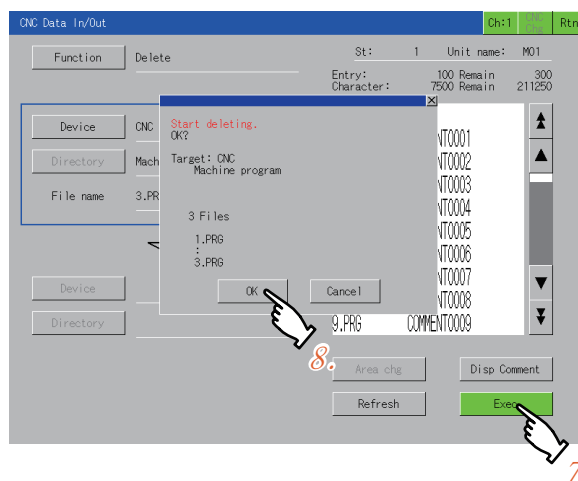 CNC Data In/Out Ch:1 CNC Chg Rtn
Function Delete St: 1 Unit name: M01
Entry: 100 Remain 300
Character: 7500 Remain 211250
Device CNC
Directory Mach
File name 3.PR
Start deleting.
OK?
Target: CNC
Machine program
3 Files
1.PRG
:
3.PRG
OK Cancel
NT0001
NT0002
NT0003
NT0004
NT0005
NT0006
NT0007
NT0008
9.PRG COMMENT0009
Device
Directory
8.
Area chg Disp Comment
Refresh Exec
7